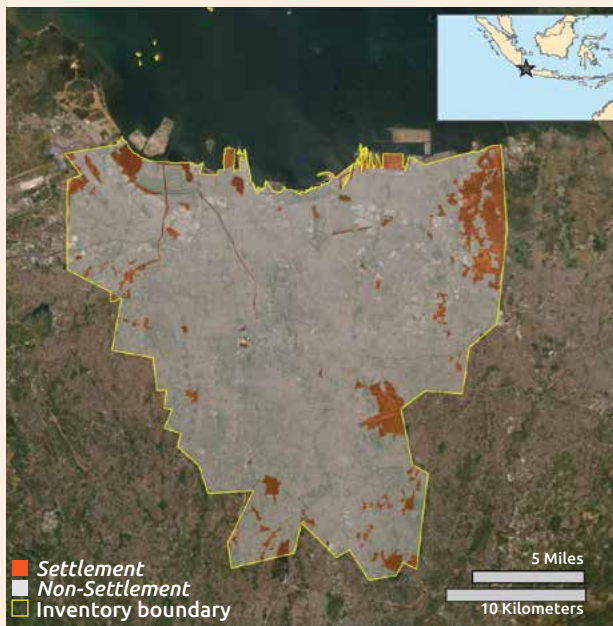 Settlement
Non-Settlement
Inventory boundary
5 Miles
10 Kilometers